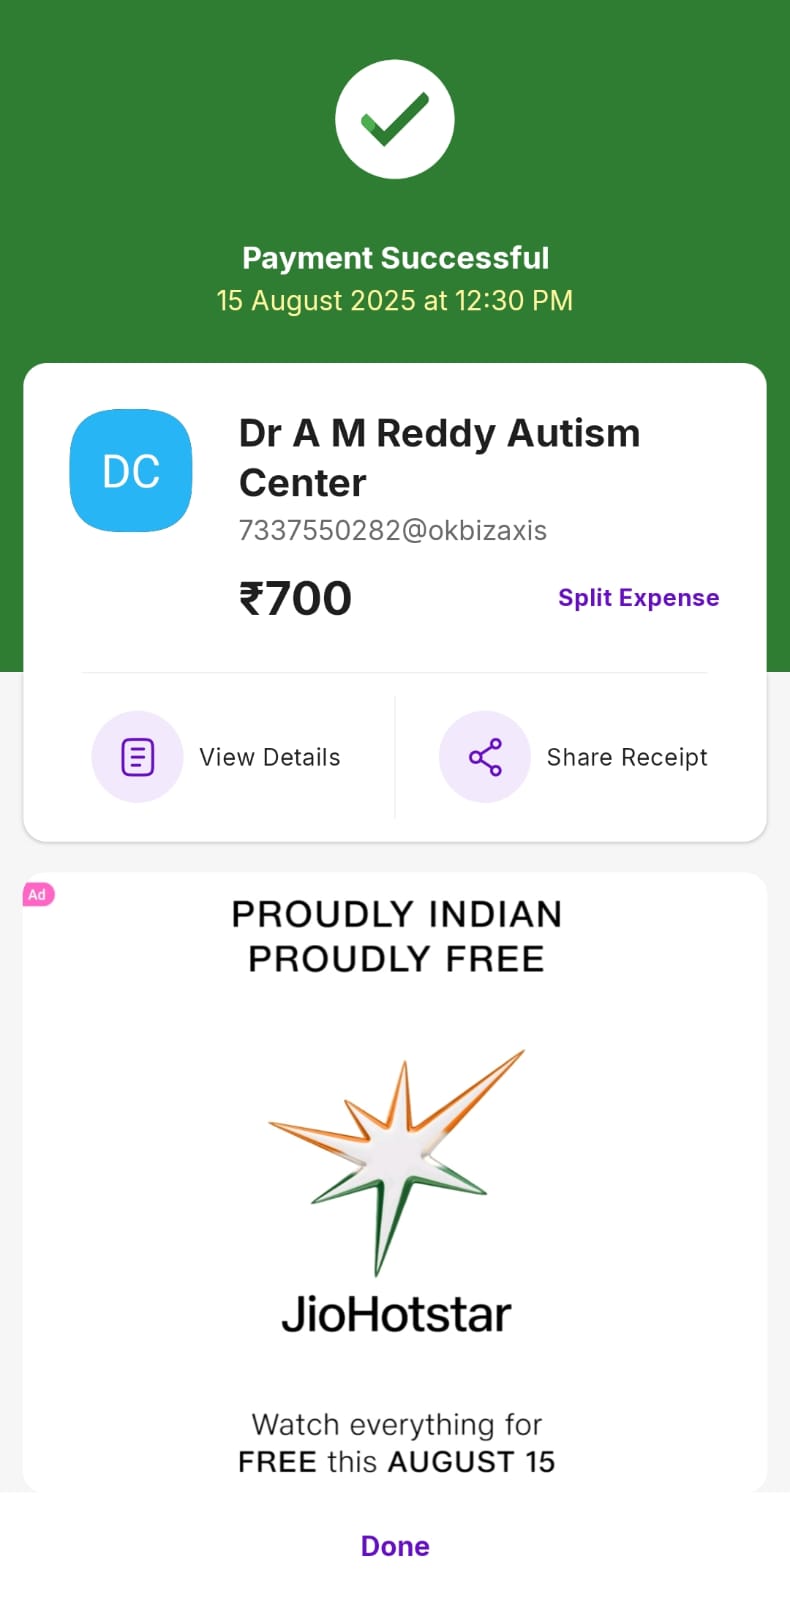 Payment Successful
15 August 2025 at 12:30 PM
DC
Dr A M Reddy Autism
Center
7337550282@okbizaxis
₹700
Split Expense
View Details
Share Receipt
Ad
PROUDLY INDIAN
PROUDLY FREE
JioHotstar
Watch everything for
FREE this AUGUST 15
Done